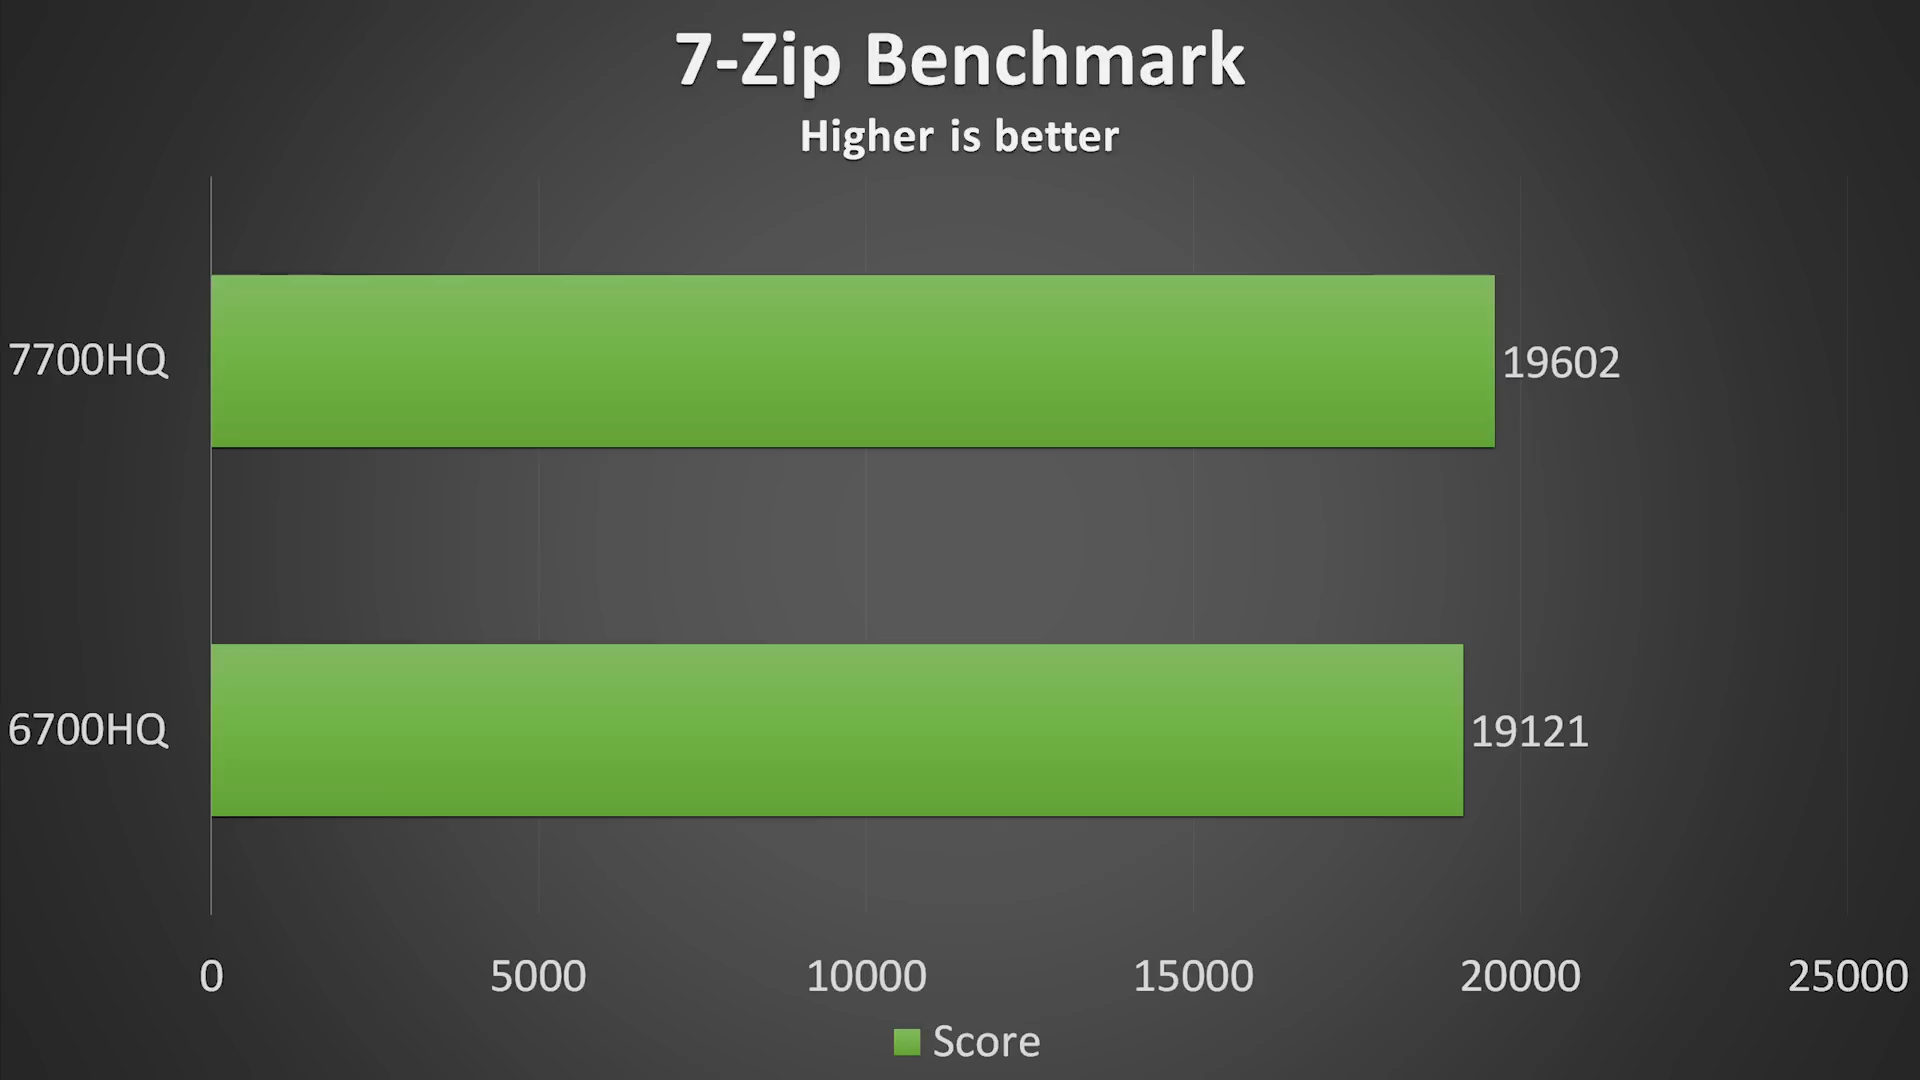 7-Zip Benchmark
Higher is better
7700HQ
19602
6700HQ
19121
0 5000 10000 15000 20000 25000
Score